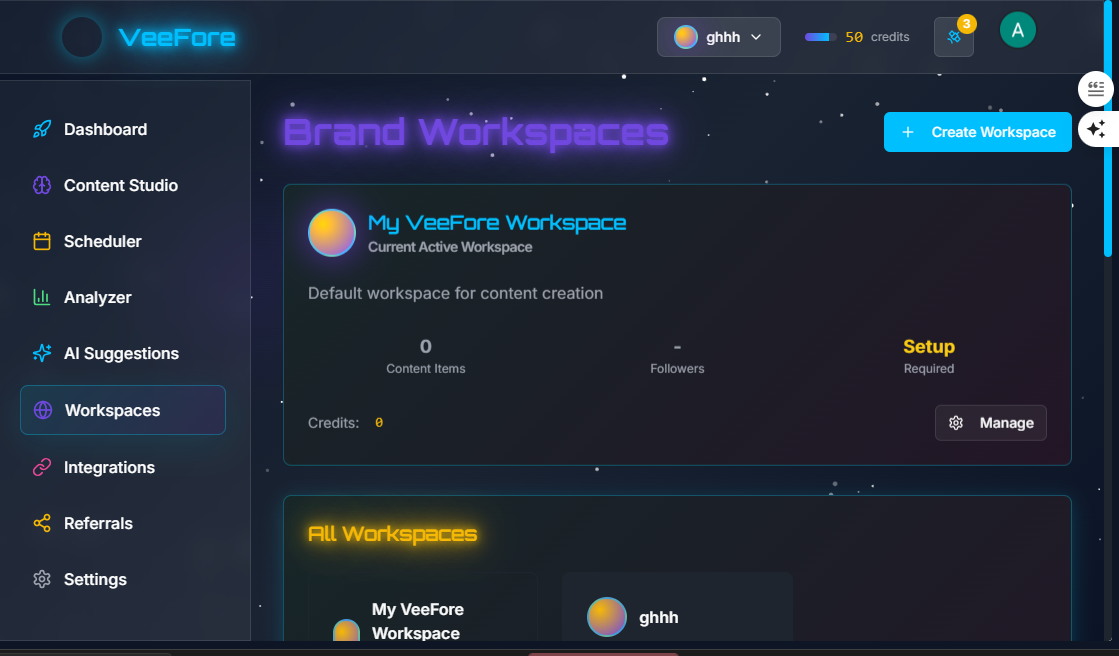 VeeFore
ghhh
50 credits
3
A
Dashboard
Content Studio
Scheduler
Analyzer
AI Suggestions
Workspaces
Integrations
Referrals
Settings
Brand Workspaces
+ Create Workspace
My VeeFore Workspace
Current Active Workspace
Default workspace for content creation
0
Content Items
-
Followers
Setup
Required
Credits: 0
Manage
All Workspaces
My VeeFore
Workspace
ghhh